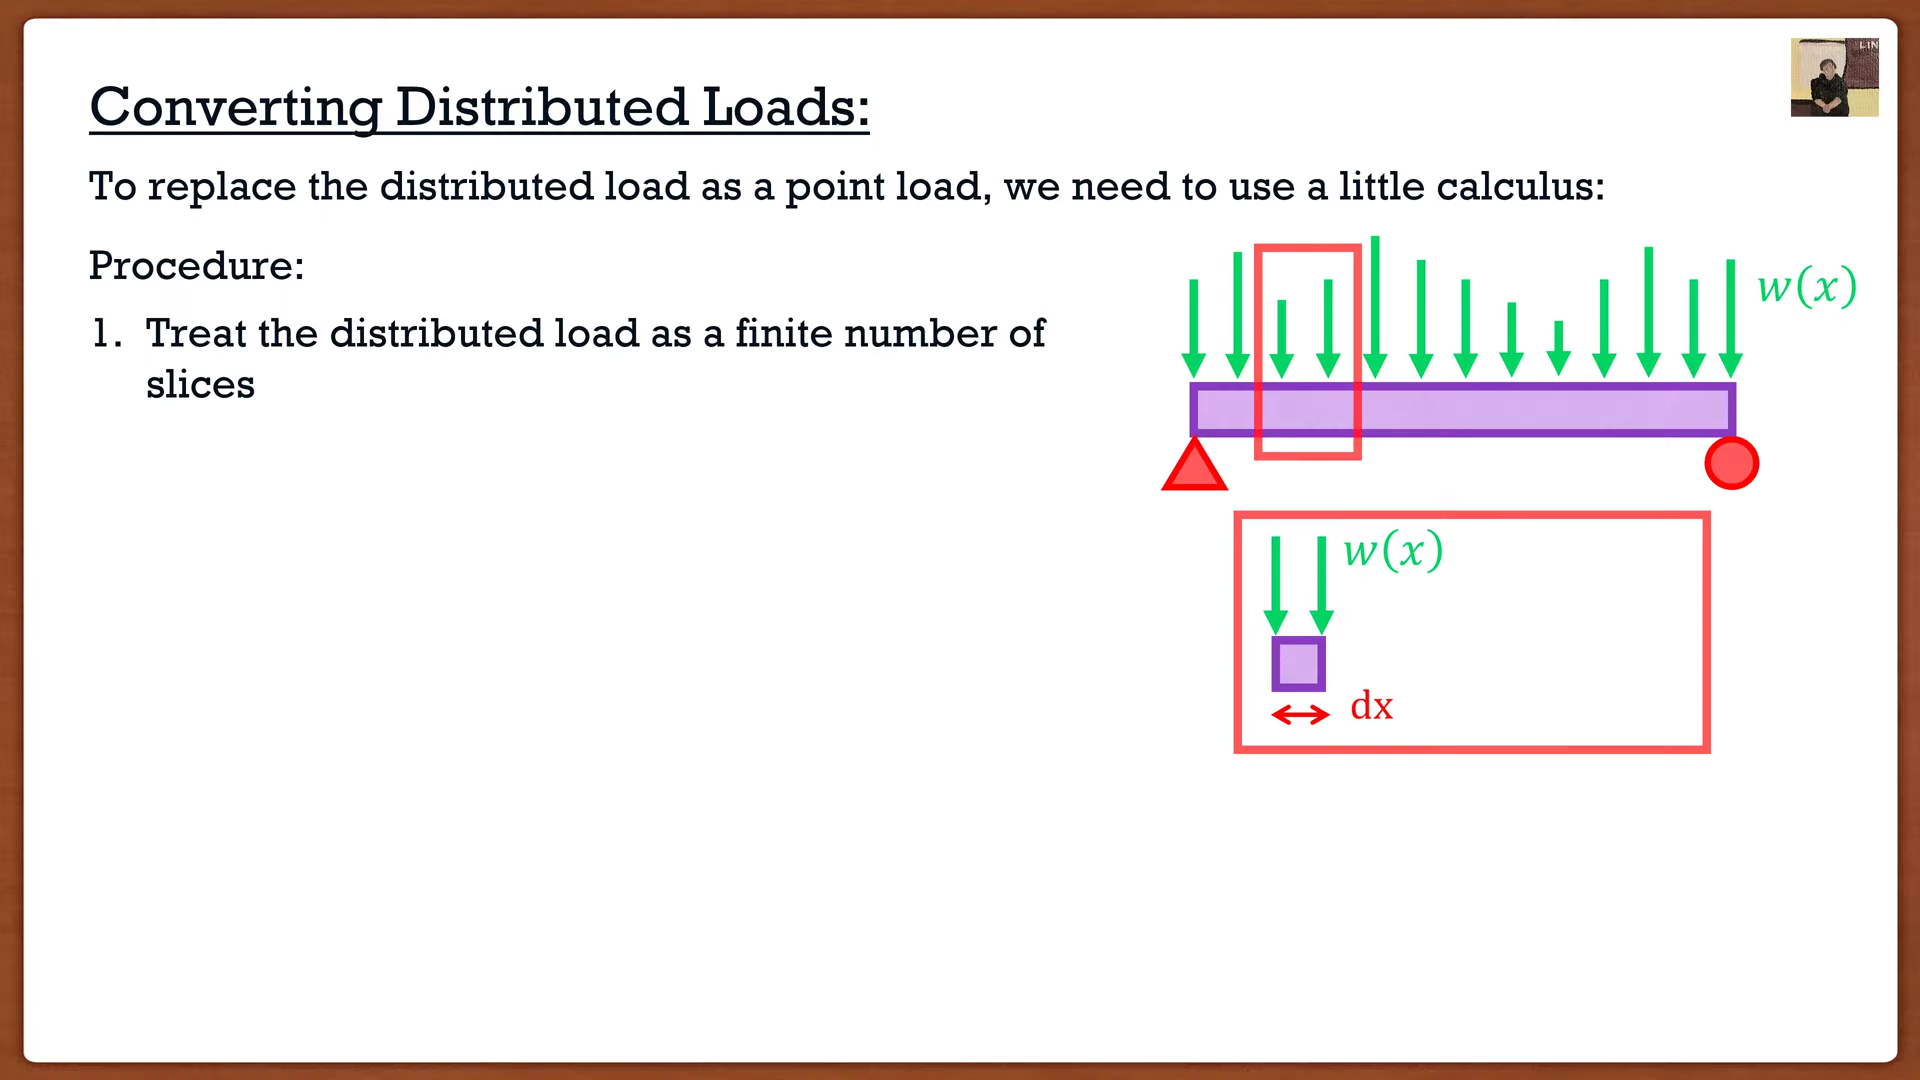 LIN
Converting Distributed Loads:
To replace the distributed load as a point load, we need to use a little calculus:
Procedure:
1. Treat the distributed load as a finite number of
slices
w(x)
w(x)
dx